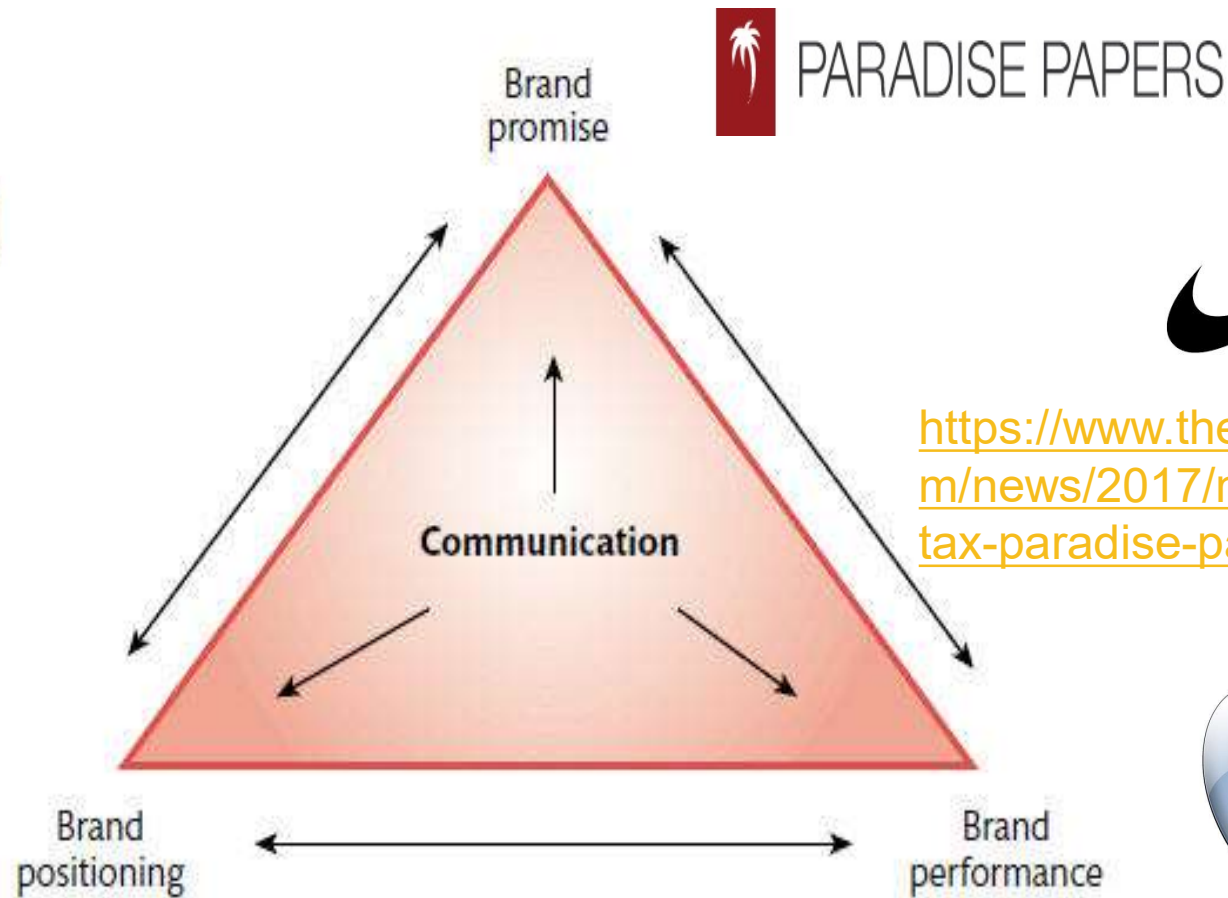 PARADISE PAPERS
Brand
promise
https://www.the
m/news/2017/n
tax-paradise-pa
Communication
Brand
positioning
Brand
performance